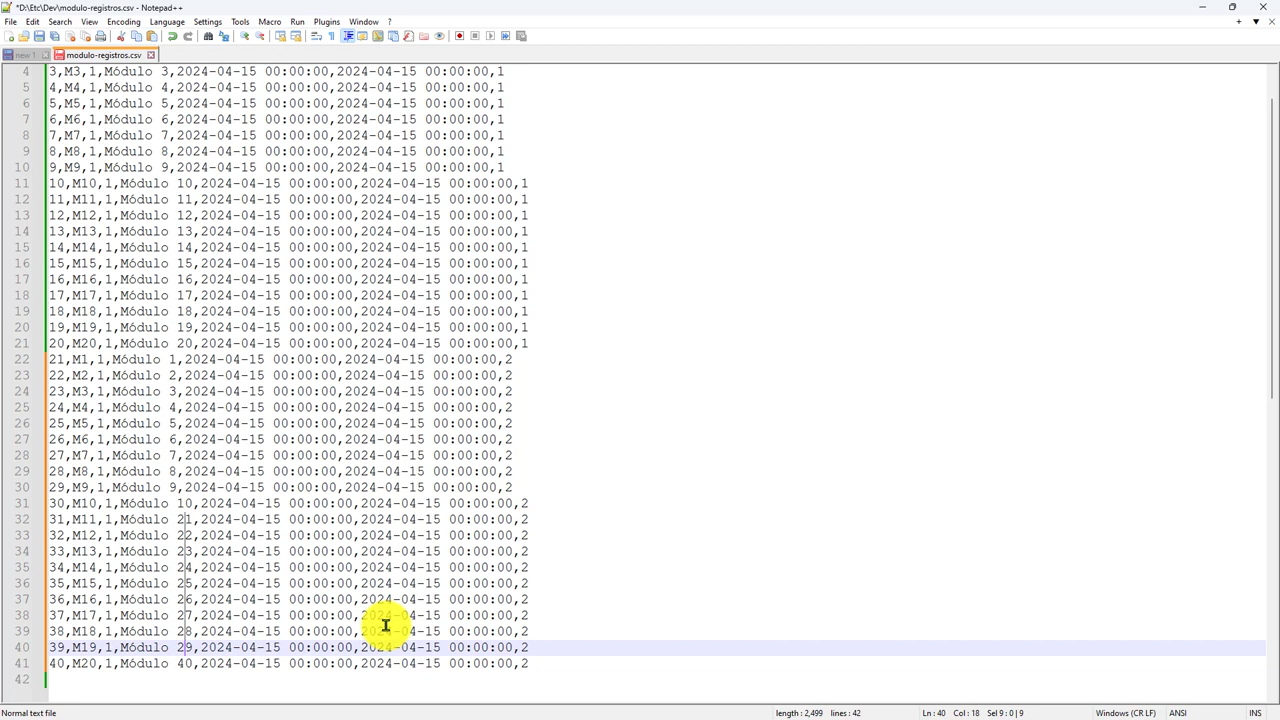 *D:\Etc\Dev\modulo-registros.csv - Notepad++
File Edit Search View Encoding Language Settings Tools Macro Run Plugins Window ?
new 1 modulo-registros.csv
4 3,M3,1,Módulo 3,2024-04-15 00:00:00,2024-04-15 00:00:00,1
5 4,M4,1,Módulo 4,2024-04-15 00:00:00,2024-04-15 00:00:00,1
6 5,M5,1,Módulo 5,2024-04-15 00:00:00,2024-04-15 00:00:00,1
7 6,M6,1,Módulo 6,2024-04-15 00:00:00,2024-04-15 00:00:00,1
8 7,M7,1,Módulo 7,2024-04-15 00:00:00,2024-04-15 00:00:00,1
9 8,M8,1,Módulo 8,2024-04-15 00:00:00,2024-04-15 00:00:00,1
10 9,M9,1,Módulo 9,2024-04-15 00:00:00,2024-04-15 00:00:00,1
11 10,M10,1,Módulo 10,2024-04-15 00:00:00,2024-04-15 00:00:00,1
12 11,M11,1,Módulo 11,2024-04-15 00:00:00,2024-04-15 00:00:00,1
13 12,M12,1,Módulo 12,2024-04-15 00:00:00,2024-04-15 00:00:00,1
14 13,M13,1,Módulo 13,2024-04-15 00:00:00,2024-04-15 00:00:00,1
15 14,M14,1,Módulo 14,2024-04-15 00:00:00,2024-04-15 00:00:00,1
16 15,M15,1,Módulo 15,2024-04-15 00:00:00,2024-04-15 00:00:00,1
17 16,M16,1,Módulo 16,2024-04-15 00:00:00,2024-04-15 00:00:00,1
18 17,M17,1,Módulo 17,2024-04-15 00:00:00,2024-04-15 00:00:00,1
19 18,M18,1,Módulo 18,2024-04-15 00:00:00,2024-04-15 00:00:00,1
20 19,M19,1,Módulo 19,2024-04-15 00:00:00,2024-04-15 00:00:00,1
21 20,M20,1,Módulo 20,2024-04-15 00:00:00,2024-04-15 00:00:00,1
22 21,M1,1,Módulo 1,2024-04-15 00:00:00,2024-04-15 00:00:00,2
23 22,M2,1,Módulo 2,2024-04-15 00:00:00,2024-04-15 00:00:00,2
24 23,M3,1,Módulo 3,2024-04-15 00:00:00,2024-04-15 00:00:00,2
25 24,M4,1,Módulo 4,2024-04-15 00:00:00,2024-04-15 00:00:00,2
26 25,M5,1,Módulo 5,2024-04-15 00:00:00,2024-04-15 00:00:00,2
27 26,M6,1,Módulo 6,2024-04-15 00:00:00,2024-04-15 00:00:00,2
28 27,M7,1,Módulo 7,2024-04-15 00:00:00,2024-04-15 00:00:00,2
29 28,M8,1,Módulo 8,2024-04-15 00:00:00,2024-04-15 00:00:00,2
30 29,M9,1,Módulo 9,2024-04-15 00:00:00,2024-04-15 00:00:00,2
31 30,M10,1,Módulo 10,2024-04-15 00:00:00,2024-04-15 00:00:00,2
32 31,M11,1,Módulo 21,2024-04-15 00:00:00,2024-04-15 00:00:00,2
33 32,M12,1,Módulo 22,2024-04-15 00:00:00,2024-04-15 00:00:00,2
34 33,M13,1,Módulo 23,2024-04-15 00:00:00,2024-04-15 00:00:00,2
35 34,M14,1,Módulo 24,2024-04-15 00:00:00,2024-04-15 00:00:00,2
36 35,M15,1,Módulo 25,2024-04-15 00:00:00,2024-04-15 00:00:00,2
37 36,M16,1,Módulo 26,2024-04-15 00:00:00,2024-04-15 00:00:00,2
38 37,M17,1,Módulo 27,2024-04-15 00:00:00,2024-04-15 00:00:00,2
39 38,M18,1,Módulo 28,2024-04-15 00:00:00,2024-04-15 00:00:00,2
40 39,M19,1,Módulo 29,2024-04-15 00:00:00,2024-04-15 00:00:00,2
41 40,M20,1,Módulo 40,2024-04-15 00:00:00,2024-04-15 00:00:00,2
42
Normal text file length : 2,499 lines : 42 Ln : 40 Col : 18 Sel 9 : 0 | 9 Windows (CR LF) ANSI INS